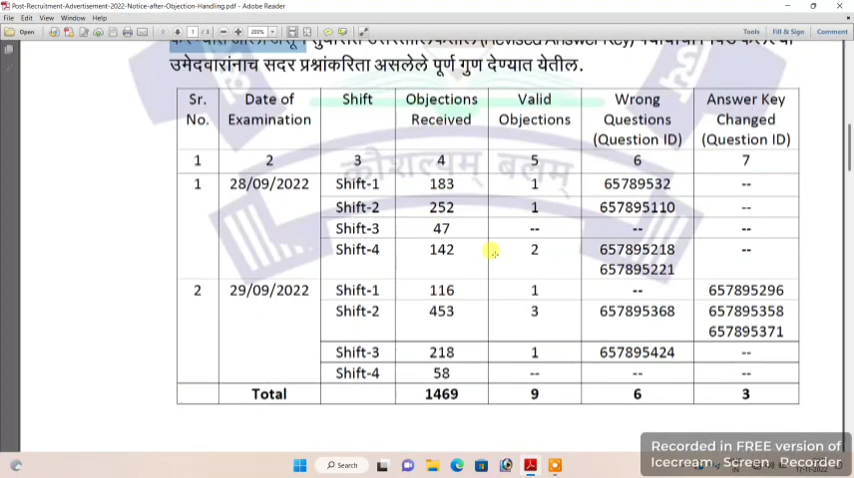 Post-Recruitment-Advertisement-2022-Notice-after-Objection-Handling.pdf - Adobe Reader
File Edit View Window Help
Open 1 / 3 200% Tools Fill & Sign Comment
उमेदवारांनाच सदर प्रश्नांकरिता असलेले पूर्ण गुण देण्यात येतील.
Sr. Date of Shift Objections Valid Wrong Answer Key
No. Examination Received Objections Questions Changed
(Question ID) (Question ID)
1 2 3 4 5 6 7
1 28/09/2022 Shift-1 183 1 65789532 --
Shift-2 252 1 657895110 --
Shift-3 47 -- -- --
Shift-4 142 2 657895218 --
657895221
2 29/09/2022 Shift-1 116 1 -- 657895296
Shift-2 453 3 657895368 657895358
657895371
Shift-3 218 1 657895424 --
Shift-4 58 -- -- --
Total 1469 9 6 3
कौशल्यम् बलम्
Recorded in FREE version of
Icecream Screen Recorder
Search